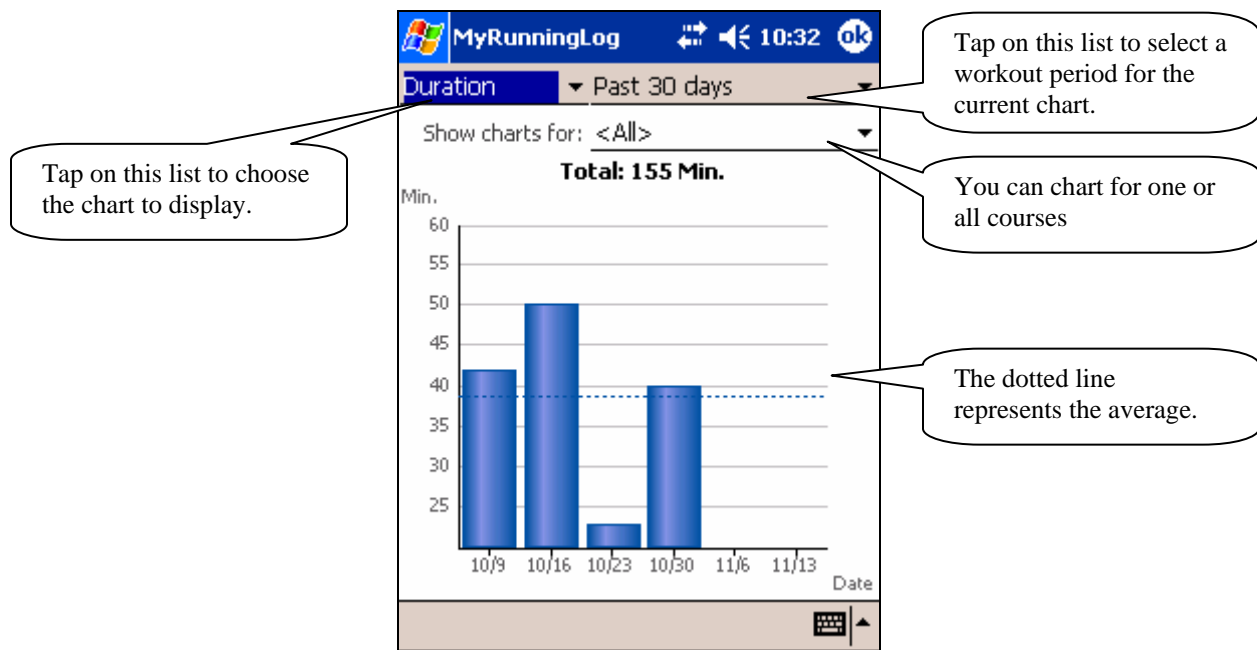 MyRunningLog 10:32 ok
Duration Past 30 days
Show charts for: <All>
Total: 155 Min.
Min.
60
55
50
45
40
35
30
25
10/9 10/16 10/23 10/30 11/6 11/13
Date
Tap on this list to choose
the chart to display.
Tap on this list to select a
workout period for the
current chart.
You can chart for one or
all courses
The dotted line
represents the average.